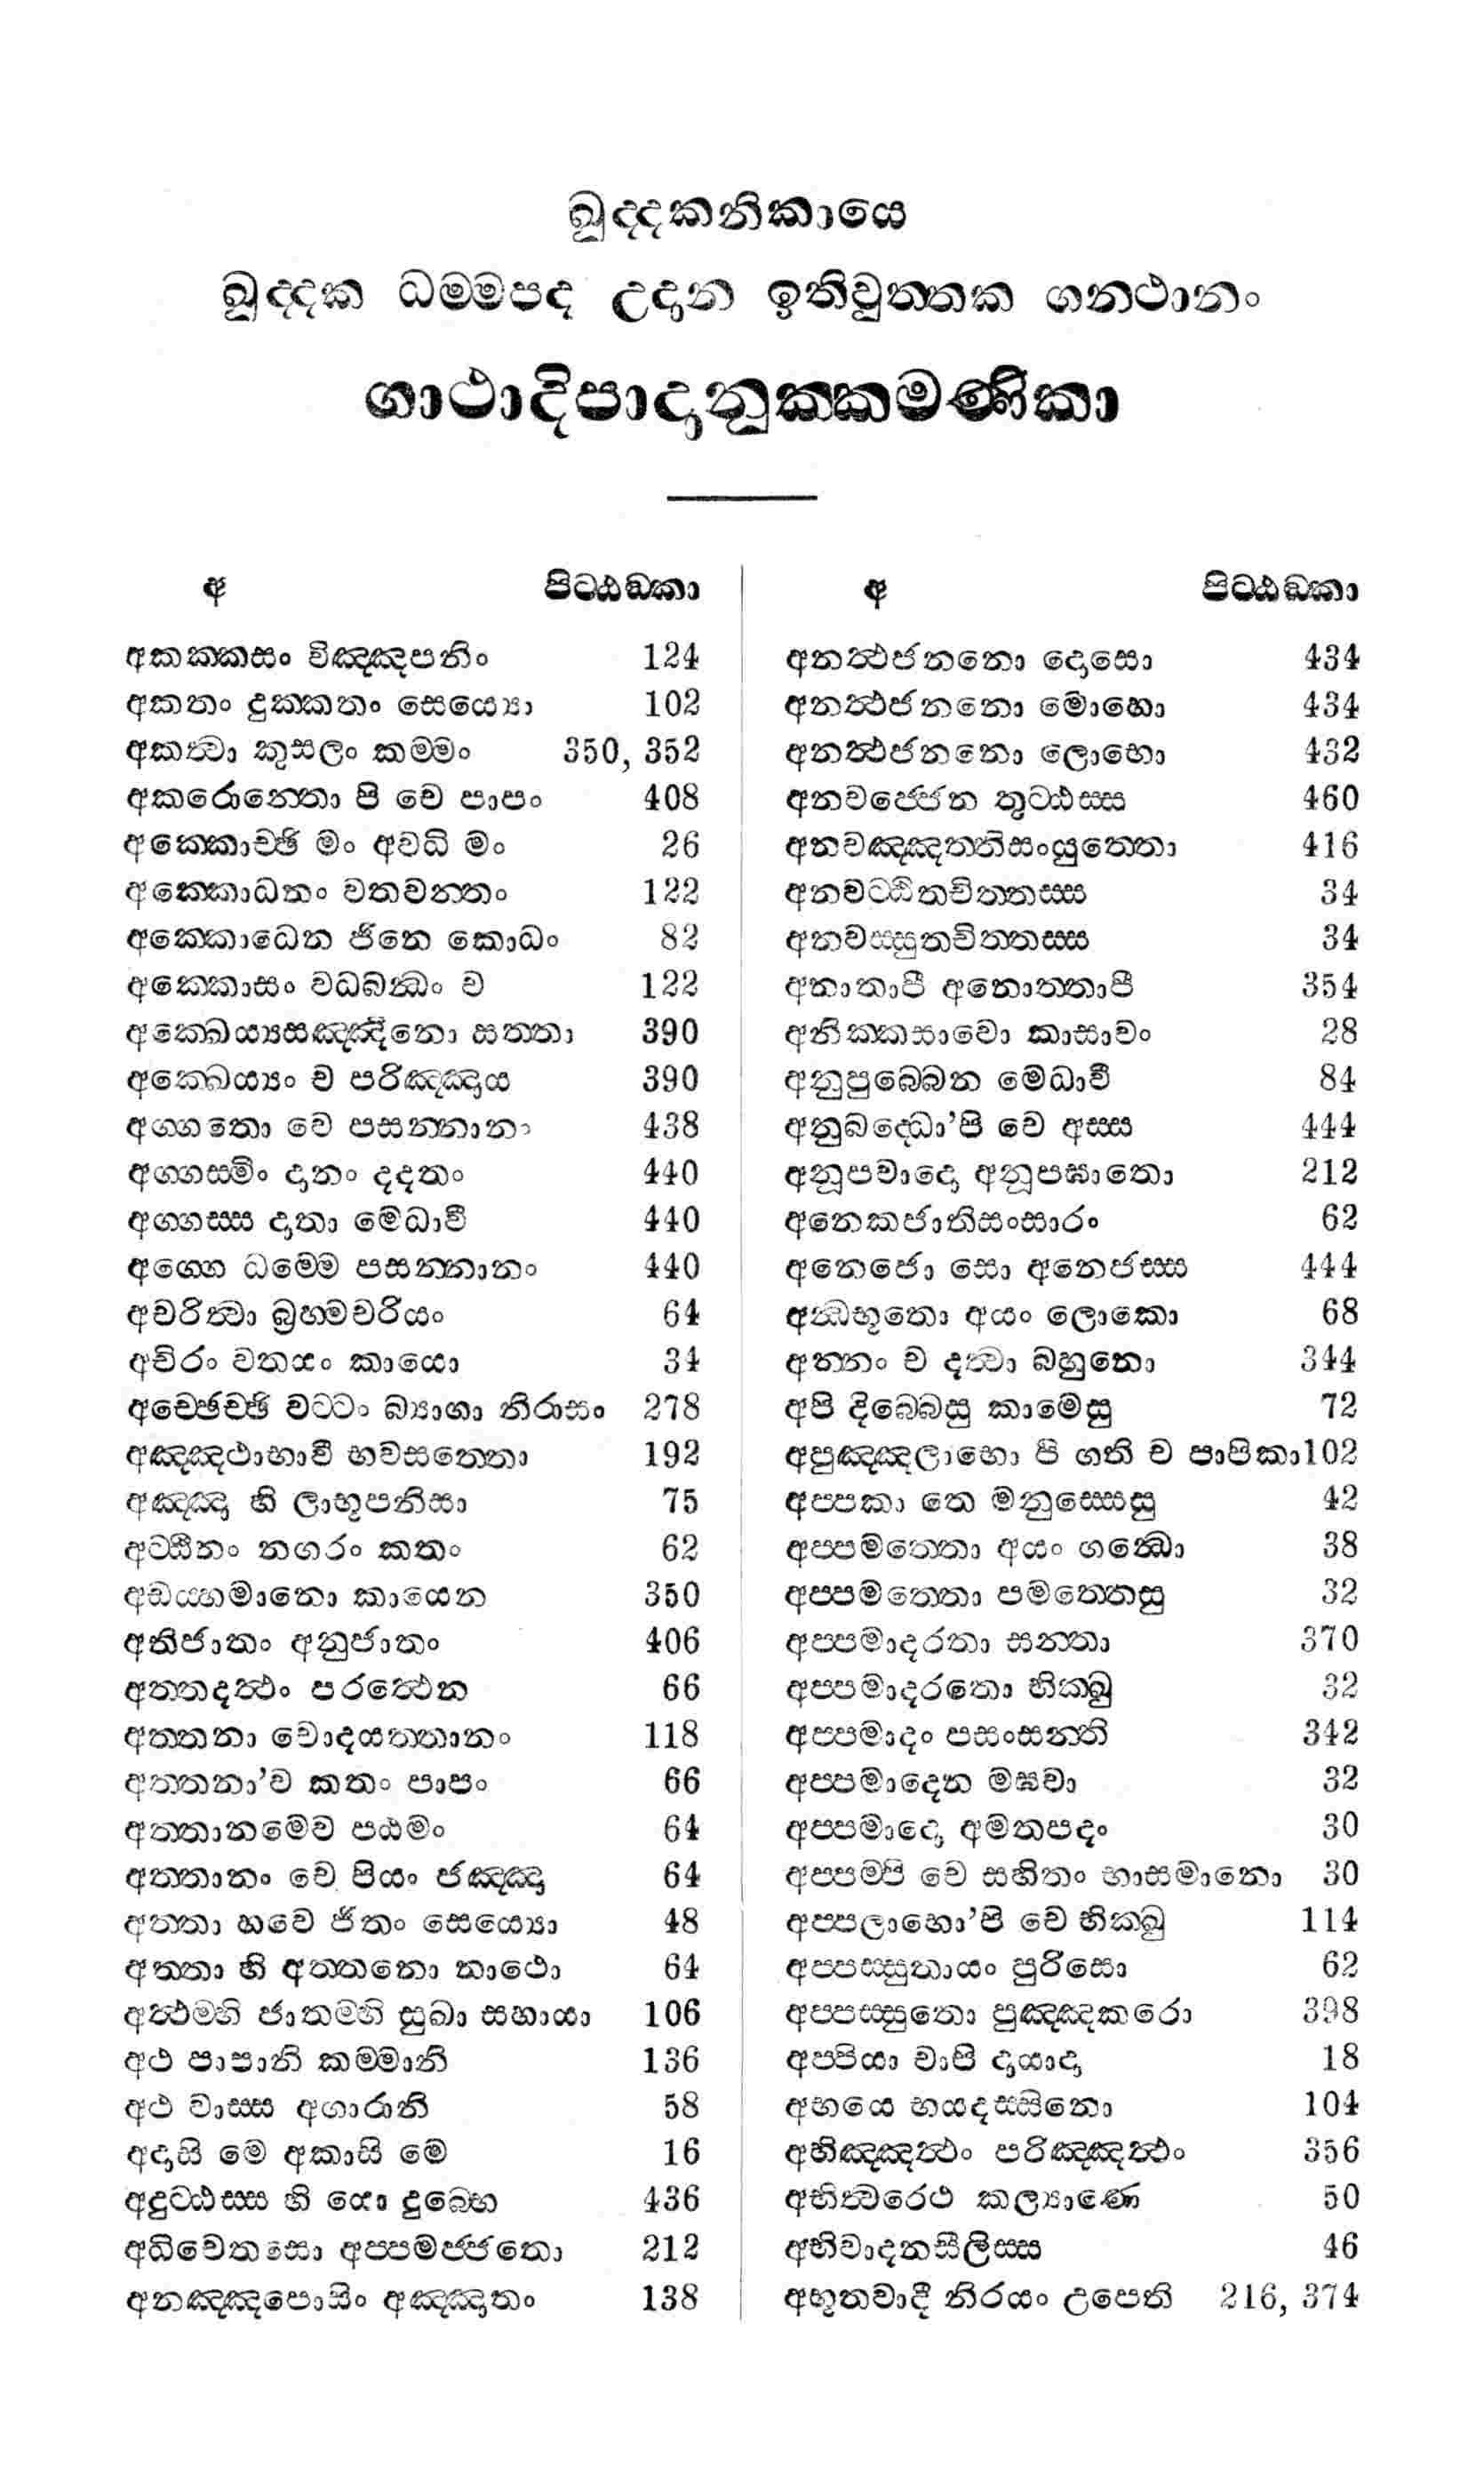 ඛුද්දකනිකායෙ
ඛුද්දක ධම්මපද උදාන ඉතිවුත්තක ගන්ථානං
ගාථාදිපාදානුක්කමණිකා
අ පිට්ඨඞ්කා
අකක්කසං විඤ්ඤපනිං 124
අකතං දුක්කතං සෙය්‍යො 102
අකත්‍වා කුසලං කම්මං 350, 352
අකරොන්තො පි චෙ පාපං 408
අක්කොච්ඡි මං අවධි මං 26
අක්කොධනං වතවන්තං 122
අක්කොධෙන ජිනෙ කොධං 82
අක්කොසං වධබන්‍ධං ච 122
අක්ඛෙය්‍යසඤ්ඤිනො සත්තා 390
අක්ඛෙය්‍යං ච පරිඤ්ඤාය 390
අග්ගතො වෙ පසන්නානං 438
අග්ගස්මිං දානං දදතං 440
අග්ගස්ස දාතා මෙධාවී 440
අග්ගෙ ධම්මෙ පසන්නානං 440
අචරිත්‍වා බ්‍රහ්මචරියං 64
අචිරං වතයං කායො 34
අච්ඡෙච්ඡි වට්ටං බ්‍යාගා නිරාසං 278
අඤ්ඤථාභාවී භවසත්තො 192
අඤ්ඤා හි ලාභූපනිසා 75
අට්ඨීනං නගරං කතං 62
අඩය්හමානො කායෙන 350
අතිජාතං අනුජාතං 406
අත්තදත්‍ථං පරත්‍ථෙන 66
අත්තනා චොදයත්තානං 118
අත්තනා’ව කතං පාපං 66
අත්තානමෙව පඨමං 64
අත්තානං චෙ පියං ජඤ්ඤා 64
අත්තා හවෙ ජිතං සෙය්‍යො 48
අත්තා හි අත්තනො නාථො 64
අත්‍ථම්හි ජාතම්හි සුඛා සහායා 106
අථ පාපානි කම්මානි 136
අථ වාස්ස අගාරානි 58
අදාසි මෙ අකාසි මෙ 16
අදුට්ඨස්ස හි යො දුබ්භෙ 436
අධිචෙතසො අප්පමජ්ජතො 212
අනඤ්ඤපොසිං අඤ්ඤාතං 138
අ පිට්ඨඞ්කා
අනත්‍ථජනනො දොසො 434
අනත්‍ථජනනො මොහො 434
අනත්‍ථජනනො ලොභො 432
අනවජ්ජෙන තුට්ඨස්ස 460
අනවඤ්ඤත්තිසංයුත්තො 416
අනවට්ඨිතචිත්තස්ස 34
අනවස්සුතචිත්තස්ස 34
අනාතාපී අනොත්තාපී 354
අනික්කසාවො කාසාවං 28
අනුපුබ්බෙන මෙධාවී 84
අනුබද්ධො’පි චෙ අස්ස 444
අනූපවාදො අනූපඝාතො 212
අනෙකජාතිසංසාරං 62
අනෙජො සො අනෙජස්ස 444
අන්‍ධභූතො අයං ලොකො 68
අන්නං ච දත්‍වා බහුනො 344
අපි දිබ්බෙසු කාමෙසු 72
අපුඤ්ඤලාභො පි ගති ච පාපිකා 102
අප්පකා තෙ මනුස්සෙසු 42
අප්පමත්තො අයං ගන්‍ධො 38
අප්පමත්තො පමත්තෙසු 32
අප්පමාදරතා සන්තා 370
අප්පමාදරතො භික්ඛු 32
අප්පමාදං පසංසන්ති 342
අප්පමාදෙන මඝවා 32
අප්පමාදො අමතපදං 30
අප්පම්පි චෙ සහිතං භාසමානො 30
අප්පලාභො’පි චෙ භික්ඛු 114
අප්පස්සුතායං පුරිසො 62
අප්පස්සුතො පුඤ්ඤකරො 398
අප්පියා වාපි දායාදා 18
අභයෙ භයදස්සිනො 104
අභිඤ්ඤත්‍ථං පරිඤ්ඤත්‍ථං 356
අභිත්‍ථරෙථ කල්‍යාණෙ 50
අභිවාදනසීලිස්ස 46
අභූතවාදී නිරයං උපෙති 216, 374